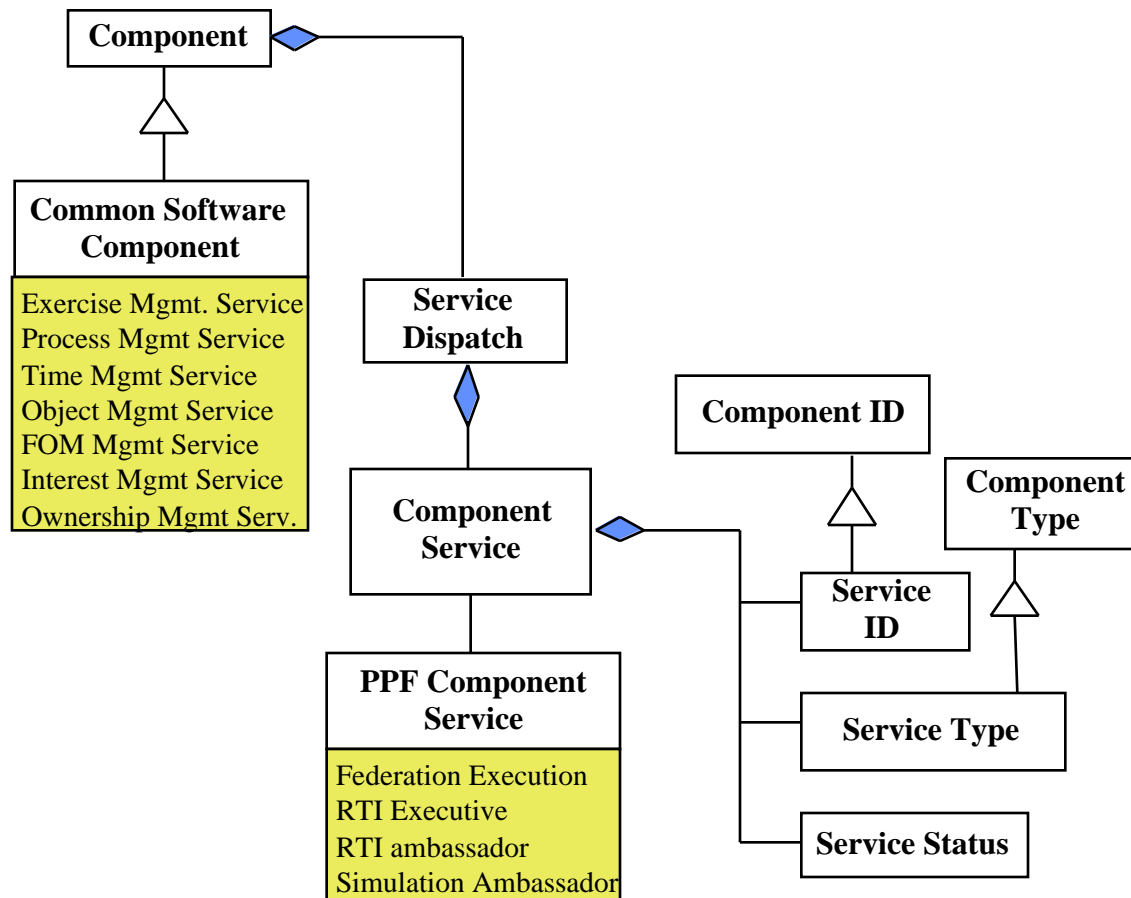 Component
Common Software
Component
Exercise Mgmt. Service
Process Mgmt Service
Time Mgmt Service
Object Mgmt Service
FOM Mgmt Service
Interest Mgmt Service
Ownership Mgmt Serv.
Service
Dispatch
Component
Service
PPF Component
Service
Federation Execution
RTI Executive
RTI ambassador
Simulation Ambassador
Component ID
Component
Type
Service
ID
Service Type
Service Status